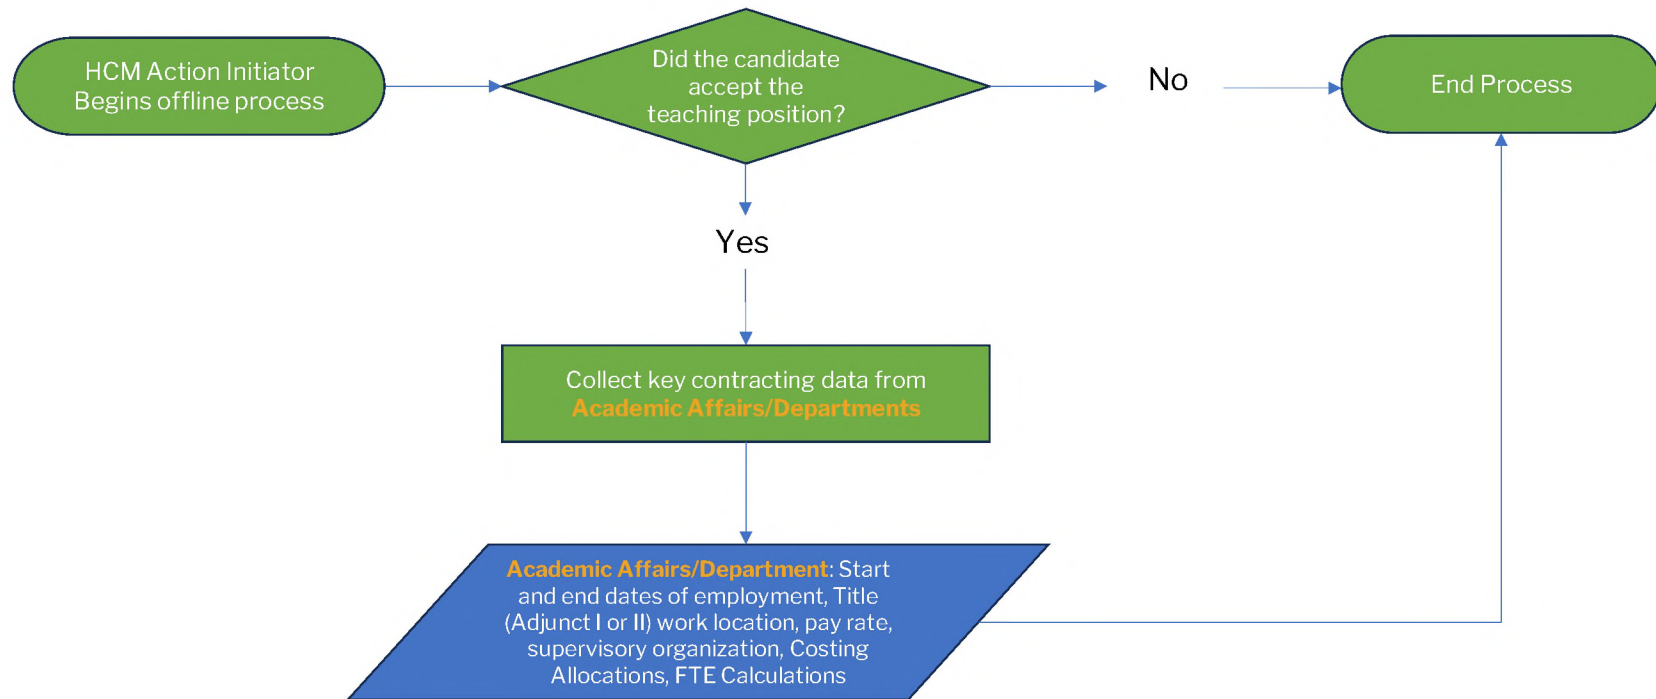 HCM Action Initiator
Begins offline process
Did the candidate
accept the
teaching position?
No
End Process
Yes
Collect key contracting data from
Academic Affairs/Departments
Academic Affairs/Department: Start
and end dates of employment, Title
(Adjunct I or II) work location, pay rate,
supervisory organization, Costing
Allocations, FTE Calculations